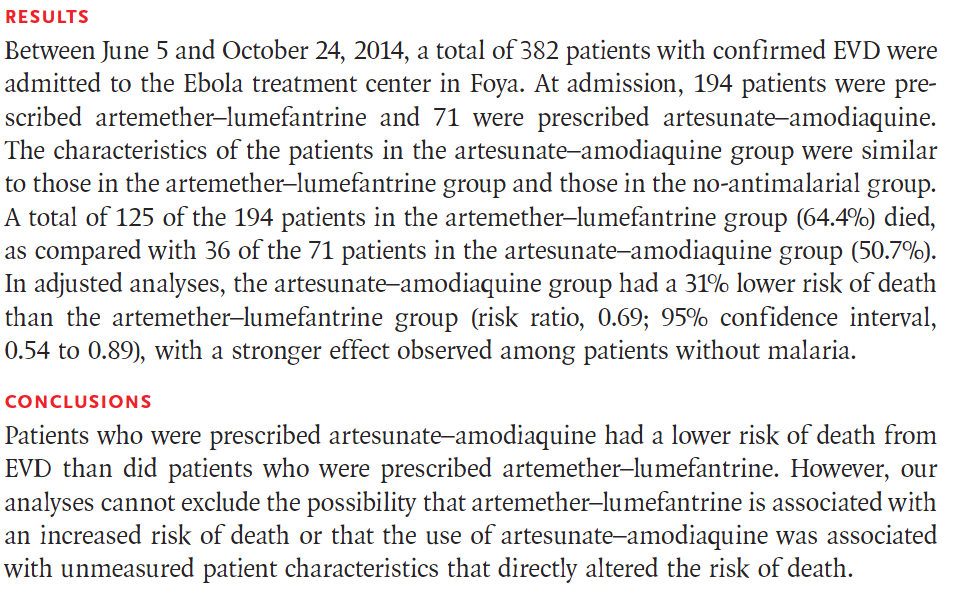 RESULTS
Between June 5 and October 24, 2014, a total of 382 patients with confirmed EVD were
admitted to the Ebola treatment center in Foya. At admission, 194 patients were pre-
scribed artemether–lumefantrine and 71 were prescribed artesunate–amodiaquine.
The characteristics of the patients in the artesunate–amodiaquine group were similar
to those in the artemether–lumefantrine group and those in the no-antimalarial group.
A total of 125 of the 194 patients in the artemether–lumefantrine group (64.4%) died,
as compared with 36 of the 71 patients in the artesunate–amodiaquine group (50.7%).
In adjusted analyses, the artesunate–amodiaquine group had a 31% lower risk of death
than the artemether–lumefantrine group (risk ratio, 0.69; 95% confidence interval,
0.54 to 0.89), with a stronger effect observed among patients without malaria.
CONCLUSIONS
Patients who were prescribed artesunate–amodiaquine had a lower risk of death from
EVD than did patients who were prescribed artemether–lumefantrine. However, our
analyses cannot exclude the possibility that artemether–lumefantrine is associated with
an increased risk of death or that the use of artesunate–amodiaquine was associated
with unmeasured patient characteristics that directly altered the risk of death.